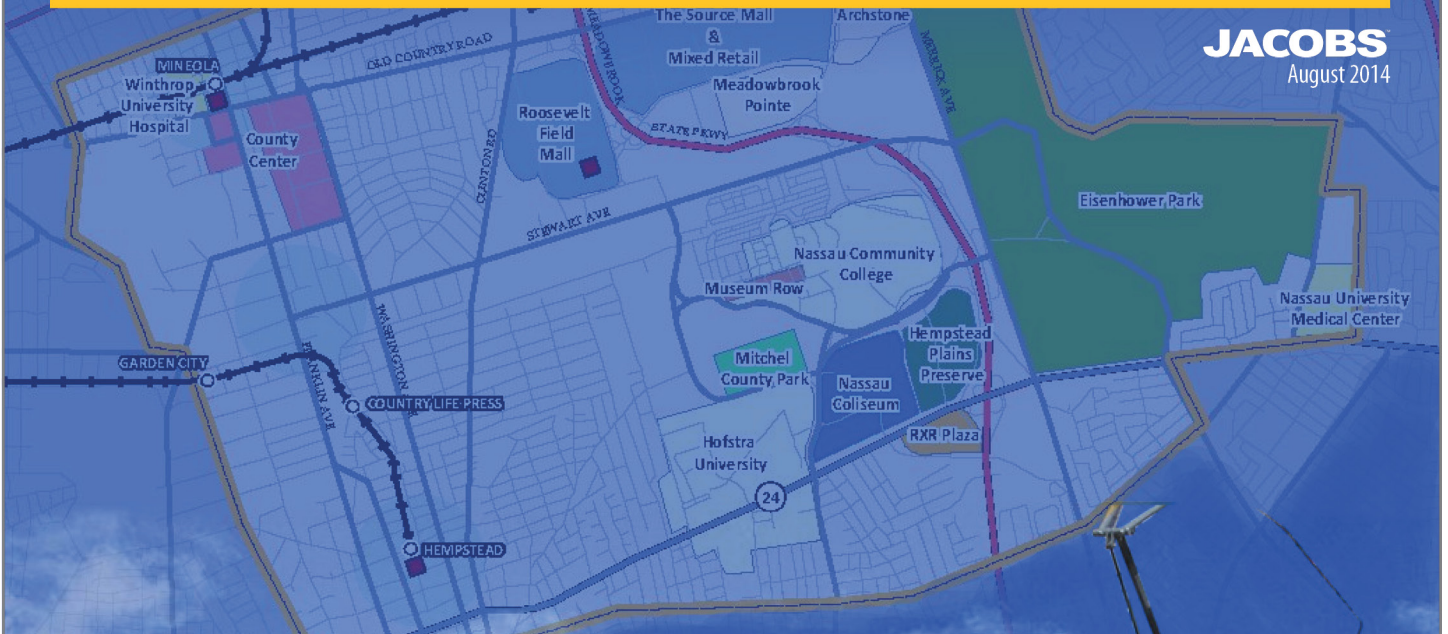 The Source Mall
&
Mixed Retail
Archstone
JACOBS
August 2014
MINEOLA
OLD COUNTRY ROAD
MEADOWBROOK
MERRICK AVE
Winthrop
University
Hospital
County
Center
Roosevelt
Field
Mall
Meadowbrook
Pointe
STATE PKWY
CLINTON RD
STEWART AVE
Eisenhower Park
Nassau Community
College
Museum Row
Nassau University
Medical Center
WASHINGTON
FRANKLIN AVE
GARDEN CITY
COUNTRY LIFE PRESS
Mitchel
County Park
Hempstead
Plains
Preserve
Nassau
Coliseum
RXR Plaza
Hofstra
University
24
HEMPSTEAD